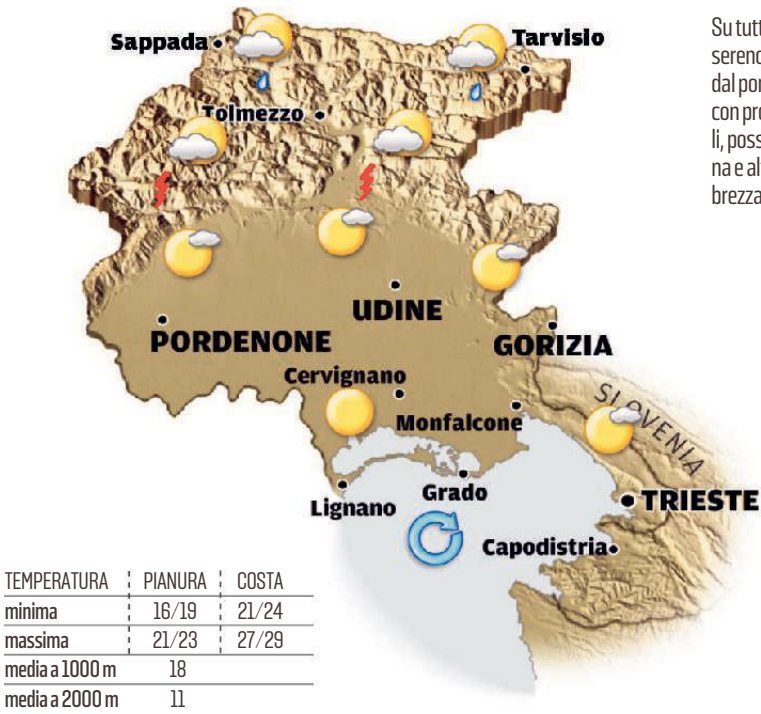 Sappada
Tarvisio
Tolmezzo
UDINE
PORDENONE
GORIZIA
Cervignano
Monfalcone
SLOVENIA
Lignano
Grado
TRIESTE
Capodistria
Su tutt
seren
dal por
con pro
li, poss
na e al
brezza
TEMPERATURA PIANURA COSTA
minima 16/19 21/24
massima 21/23 27/29
media a 1000 m 18
media a 2000 m 11